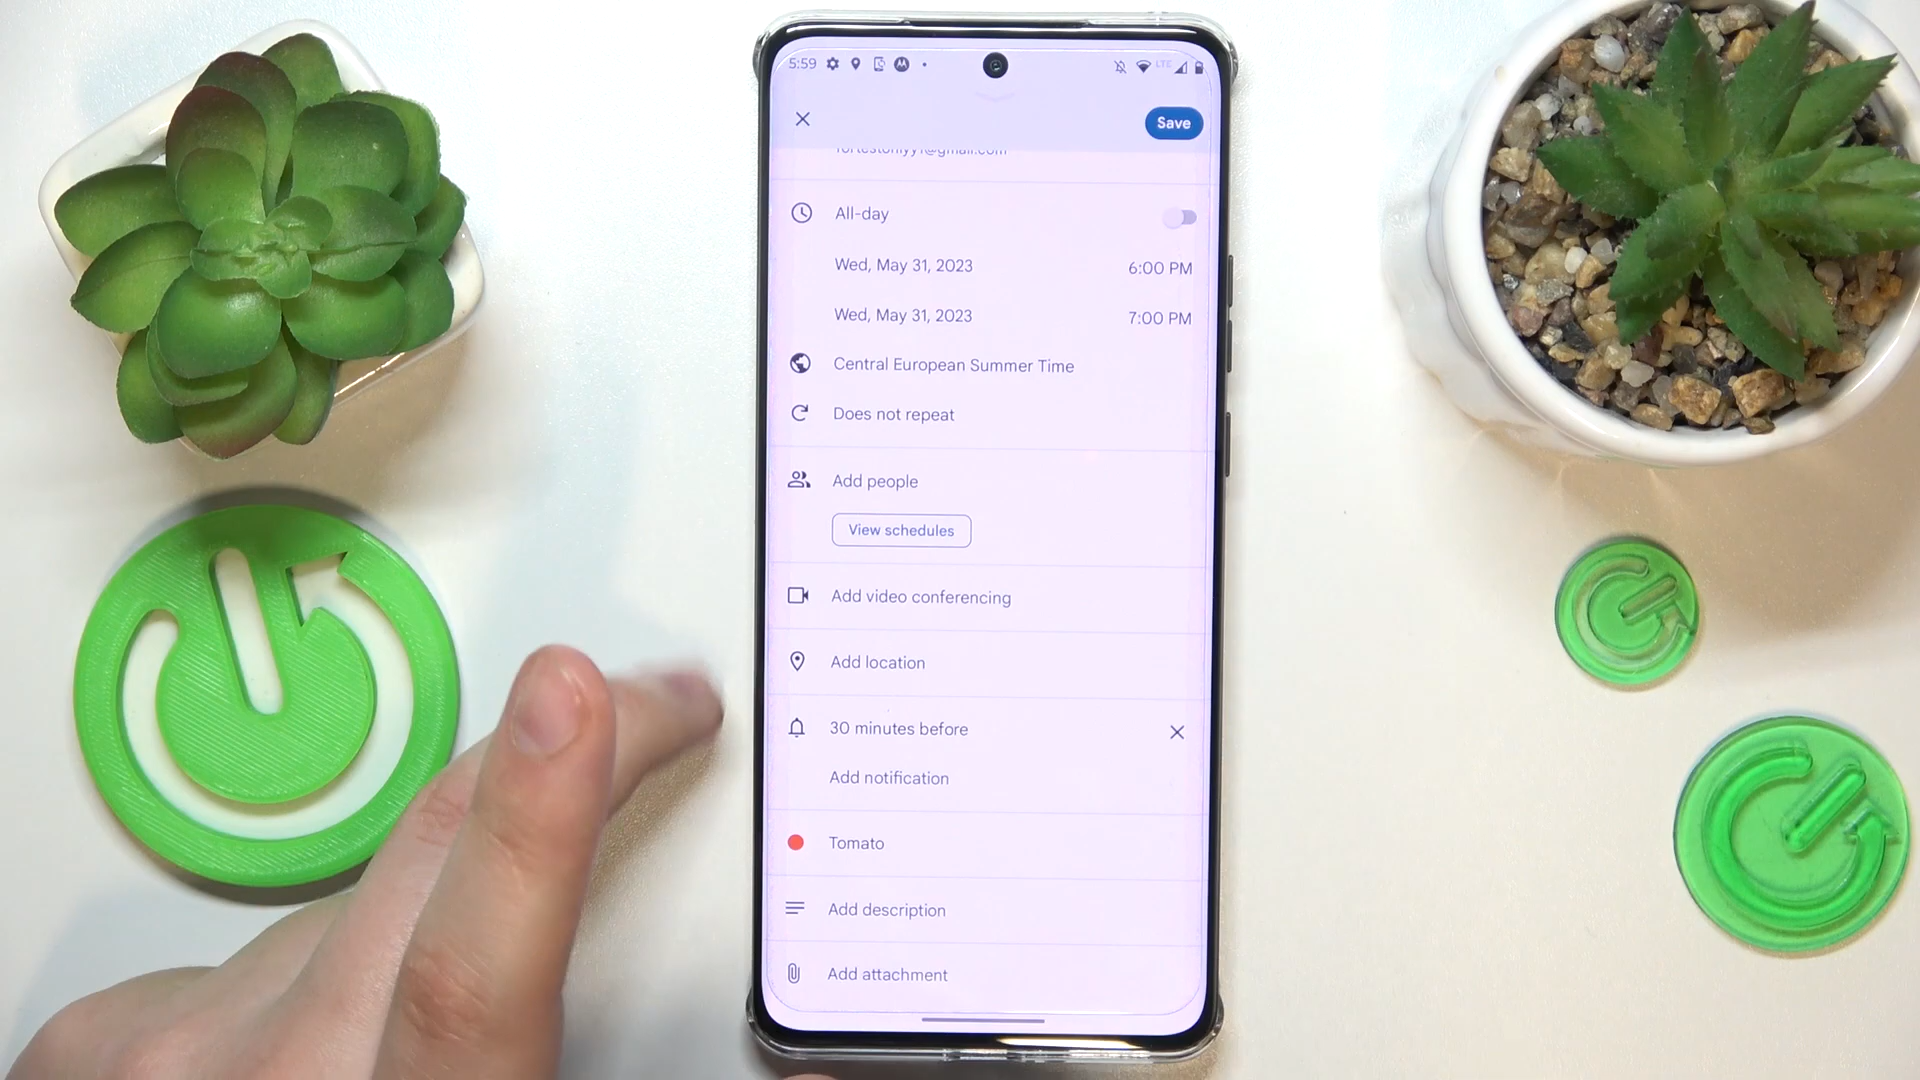 5:59
LTE
Save
All-day
Wed, May 31, 2023 6:00 PM
Wed, May 31, 2023 7:00 PM
Central European Summer Time
Does not repeat
Add people
View schedules
Add video conferencing
Add location
30 minutes before
Add notification
Tomato
Add description
Add attachment